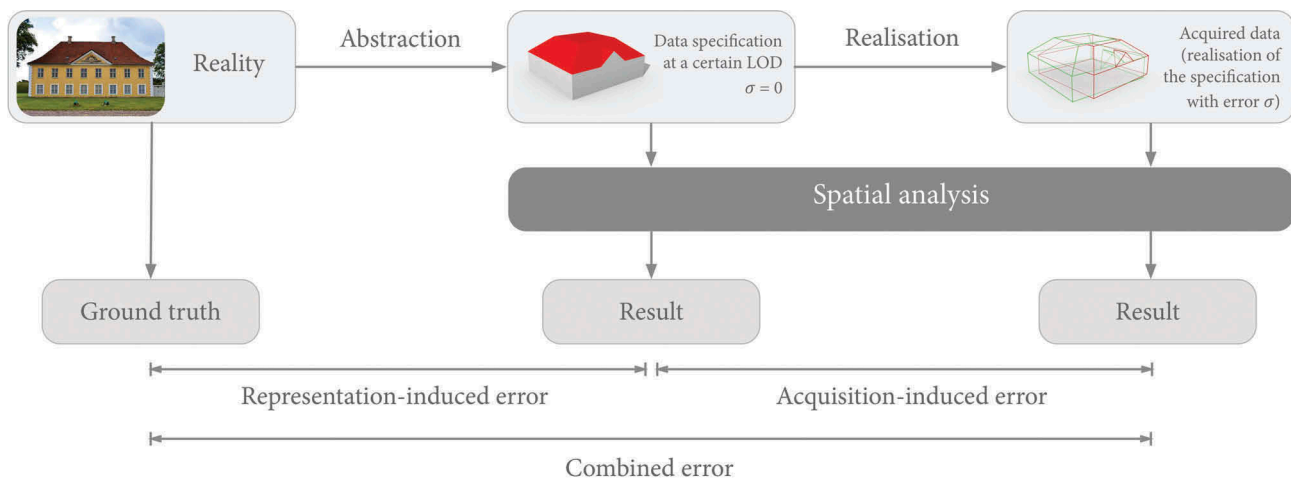 Reality
Abstraction
Data specification
at a certain LOD
σ = 0
Realisation
Acquired data
(realisation of
the specification
with error σ)
Spatial analysis
Ground truth
Result
Result
Representation-induced error
Acquisition-induced error
Combined error